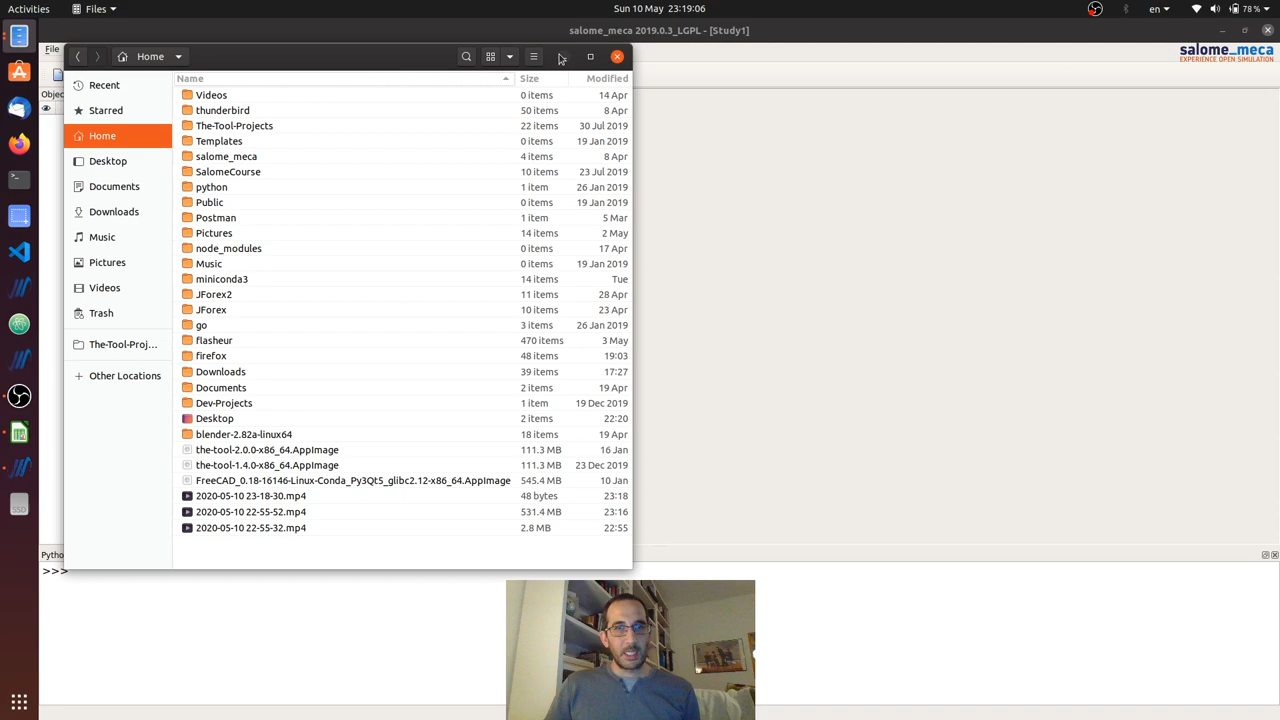 Activities Files Sun 10 May 23:19:06 en 78 %
salome_meca 2019.0.3_LGPL - [Study1]
File
salome_meca
EXPERIENCE OPEN SIMULATION
Objec
Home
Name Size Modified
Recent
Starred
Home
Desktop
Documents
Downloads
Music
Pictures
Videos
Trash
The-Tool-Proj...
Other Locations
Videos 0 items 14 Apr
thunderbird 50 items 8 Apr
The-Tool-Projects 22 items 30 Jul 2019
Templates 0 items 19 Jan 2019
salome_meca 4 items 8 Apr
SalomeCourse 10 items 23 Jul 2019
python 1 item 26 Jan 2019
Public 0 items 19 Jan 2019
Postman 1 item 5 Mar
Pictures 14 items 2 May
node_modules 0 items 17 Apr
Music 0 items 19 Jan 2019
miniconda3 14 items Tue
JForex2 11 items 28 Apr
JForex 10 items 23 Apr
go 3 items 26 Jan 2019
flasheur 470 items 3 May
firefox 48 items 19:03
Downloads 39 items 17:27
Documents 2 items 19 Apr
Dev-Projects 1 item 19 Dec 2019
Desktop 2 items 22:20
blender-2.82a-linux64 18 items 19 Apr
the-tool-2.0.0-x86_64.AppImage 111.3 MB 16 Jan
the-tool-1.4.0-x86_64.AppImage 111.3 MB 23 Dec 2019
FreeCAD_0.18-16146-Linux-Conda_Py3Qt5_glibc2.12-x86_64.AppImage 545.4 MB 10 Jan
2020-05-10 23-18-30.mp4 48 bytes 23:18
2020-05-10 22-55-52.mp4 531.4 MB 23:16
2020-05-10 22-55-32.mp4 2.8 MB 22:55
Pytho
>>>
SSD